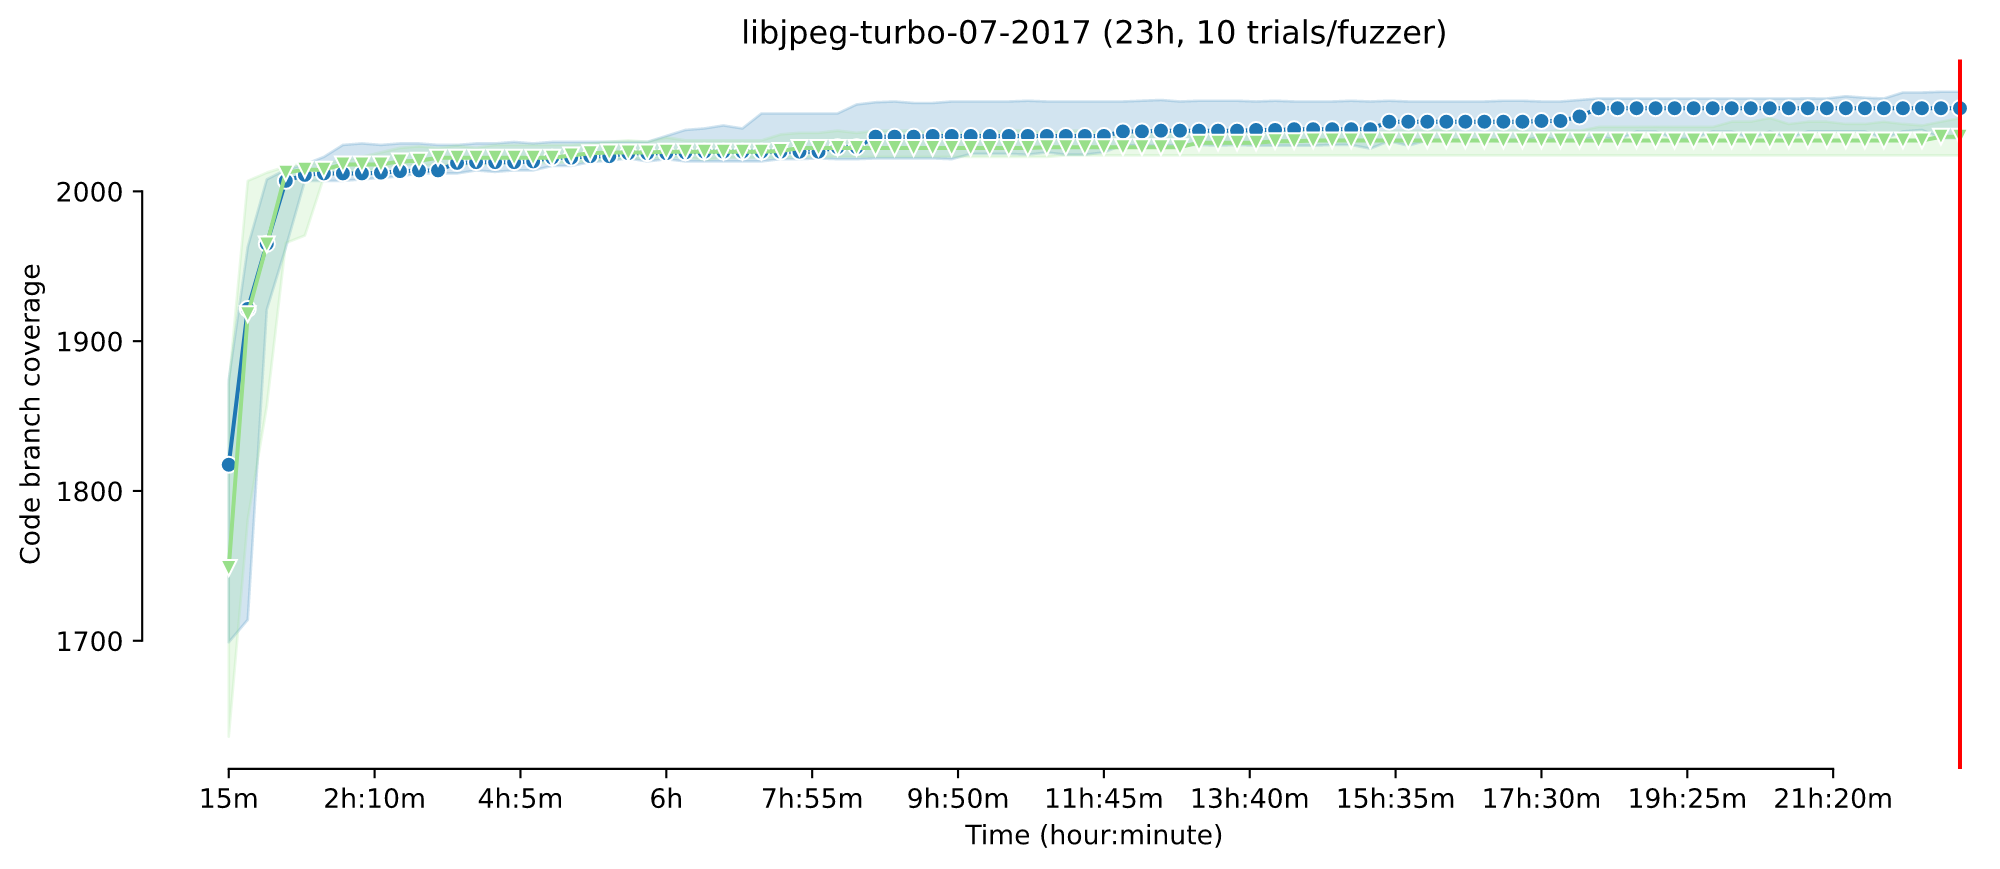 libjpeg-turbo-07-2017 (23h, 10 trials/fuzzer)
Code branch coverage
2000
1900
1800
1700
15m 2h:10m 4h:5m 6h 7h:55m 9h:50m 11h:45m 13h:40m 15h:35m 17h:30m 19h:25m 21h:20m
Time (hour:minute)